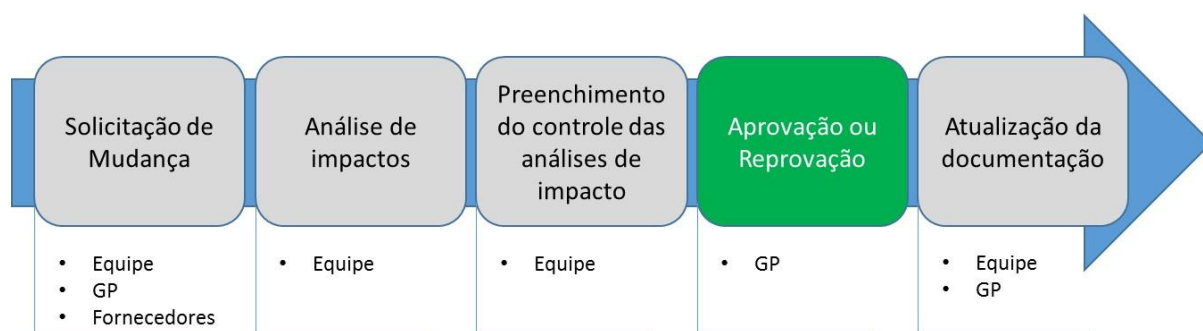 Solicitação de
Mudança
Análise de
impactos
Preenchimento
do controle das
análises de
impacto
Aprovação ou
Reprovação
Atualização da
documentação
• Equipe
• GP
• Fornecedores
• Equipe
• Equipe
• GP
• Equipe
• GP